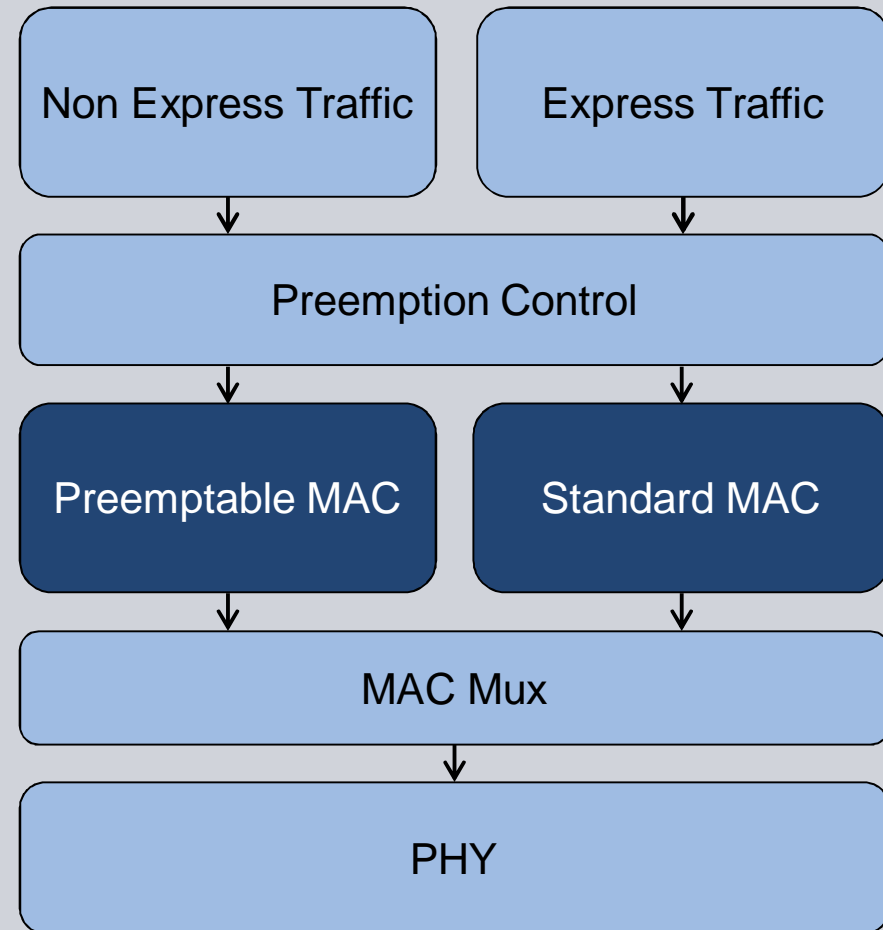 Non Express Traffic
Express Traffic
Preemption Control
Preemptable MAC
Standard MAC
MAC Mux
PHY